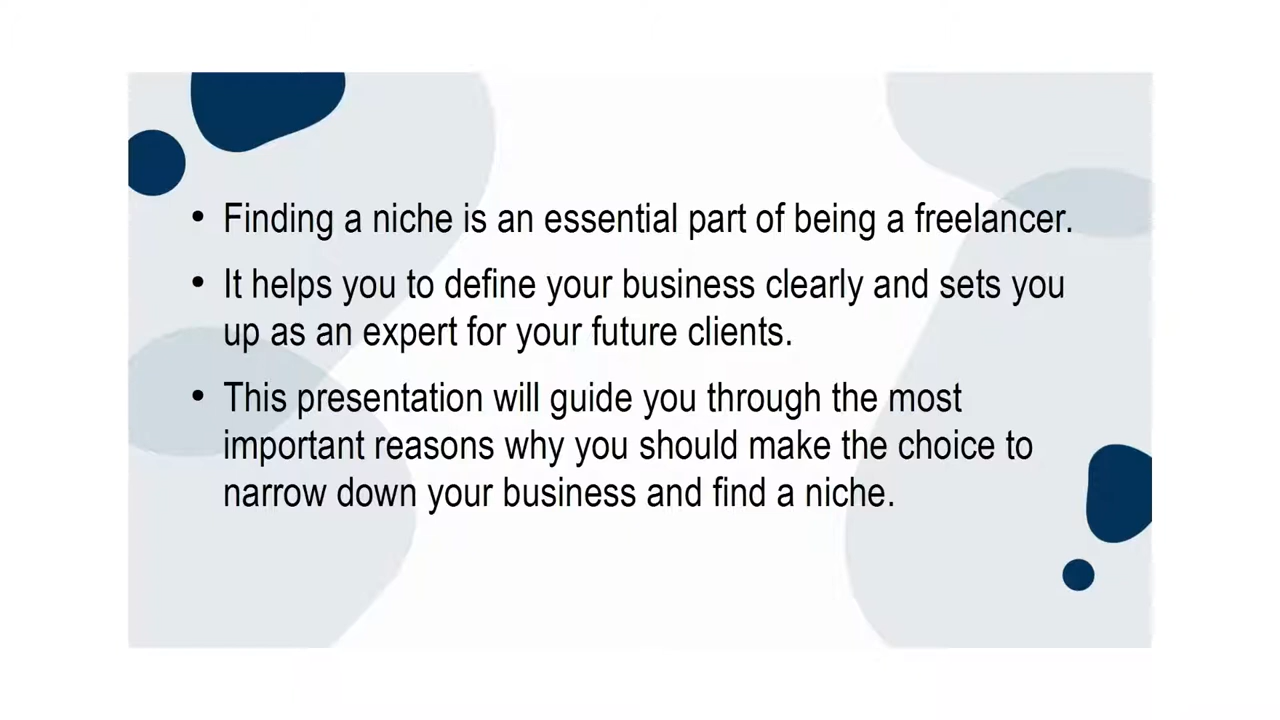 • Finding a niche is an essential part of being a freelancer.
• It helps you to define your business clearly and sets you
up as an expert for your future clients.
• This presentation will guide you through the most
important reasons why you should make the choice to
narrow down your business and find a niche.